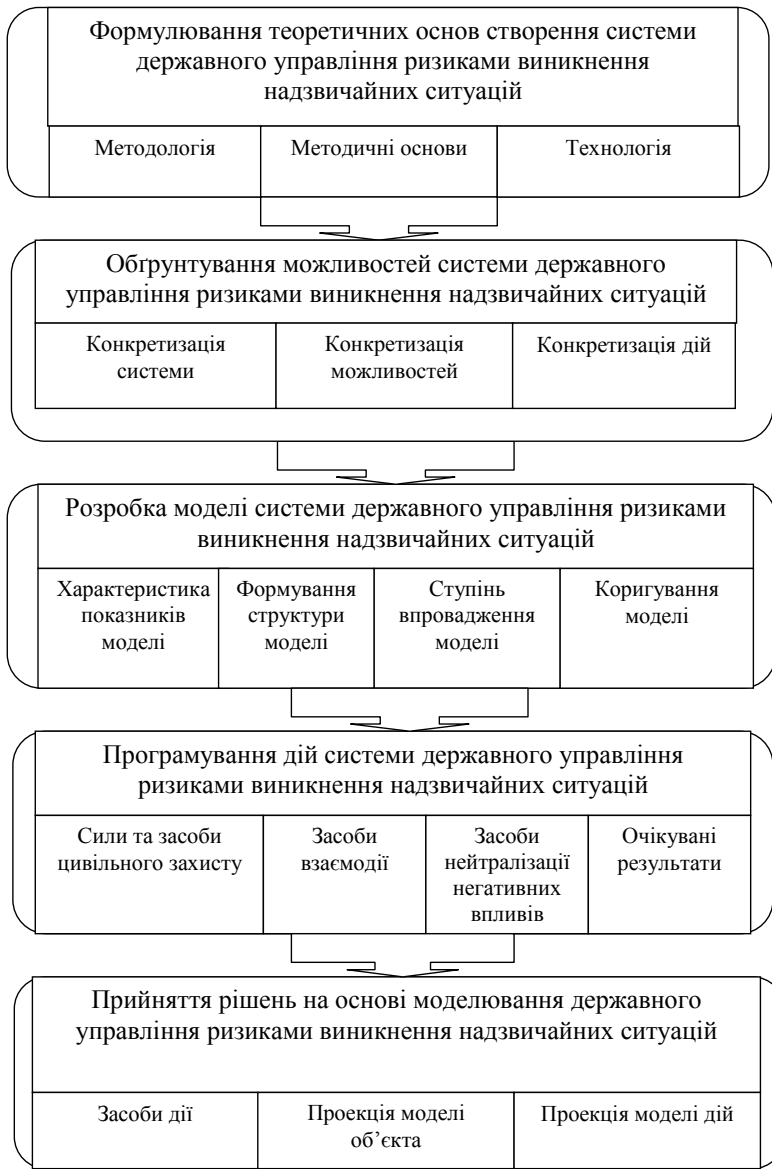 Формулювання теоретичних основ створення системи
державного управління ризиками виникнення
надзвичайних ситуацій
Методологія
Методичні основи
Технологія
Обґрунтування можливостей системи державного
управління ризиками виникнення надзвичайних ситуацій
Конкретизація
системи
Конкретизація
можливостей
Конкретизація дій
Розробка моделі системи державного управління ризиками
виникнення надзвичайних ситуацій
Характеристика
показників
моделі
Формування
структури
моделі
Ступінь
впровадження
моделі
Коригування
моделі
Програмування дій системи державного управління
ризиками виникнення надзвичайних ситуацій
Сили та засоби
цивільного захисту
Засоби
взаємодії
Засоби
нейтралізації
негативних
впливів
Очікувані
результати
Прийняття рішень на основі моделювання державного
управління ризиками виникнення надзвичайних ситуацій
Засоби дії
Проекція моделі
об’єкта
Проекція моделі дій